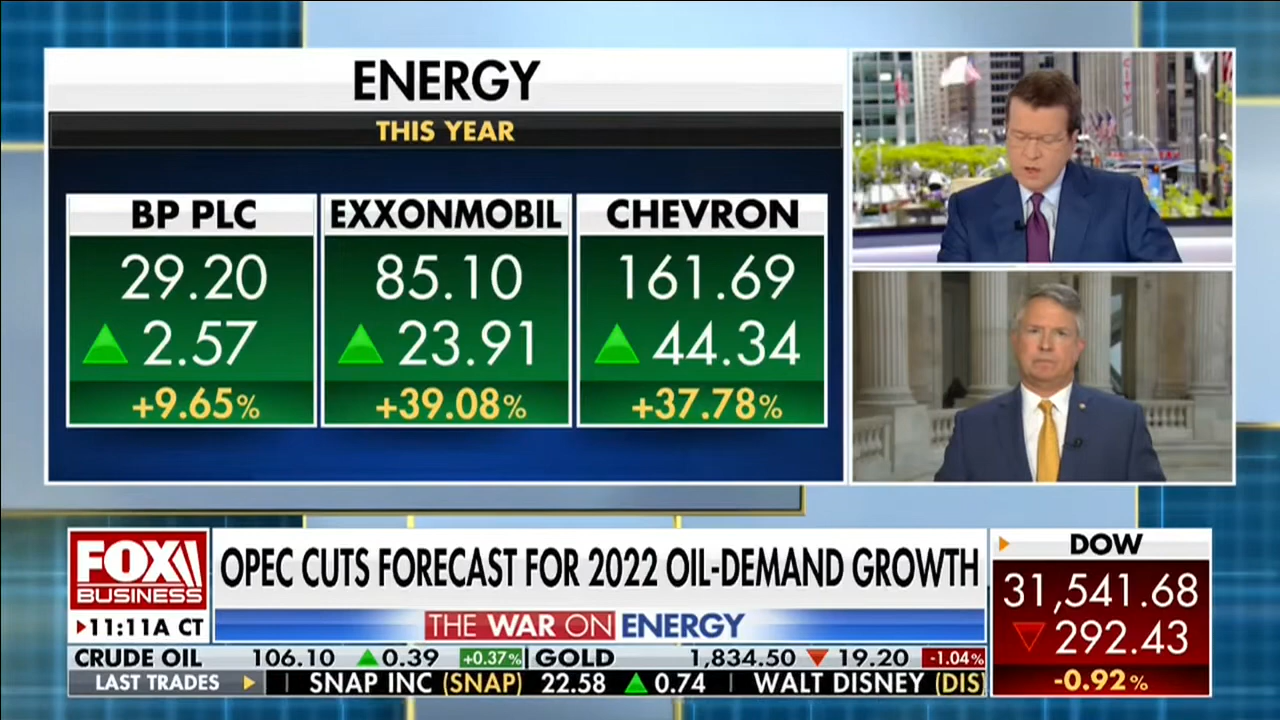 ENERGY
THIS YEAR
BP PLC
29.20
2.57
+9.65%
EXXONMOBIL
85.10
23.91
+39.08%
CHEVRON
161.69
44.34
+37.78%
FOX
BUSINESS
11:11A CT
OPEC CUTS FORECAST FOR 2022 OIL-DEMAND GROWTH
THE WAR ON ENERGY
DOW
31,541.68
292.43
-0.92%
CRUDE OIL 106.10 0.39 +0.37% GOLD 1,834.50 19.20 -1.04%
LAST TRADES SNAP INC (SNAP) 22.58 0.74 WALT DISNEY (DIS)